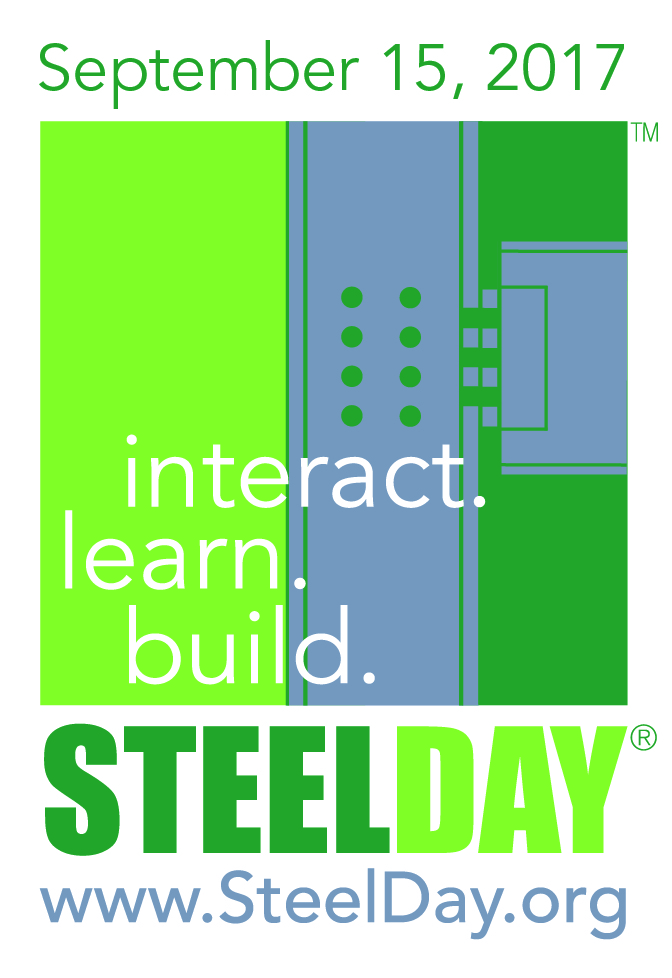 September 15, 2017
TM
interact.
learn.
build.
STEELDAY®
www.SteelDay.org